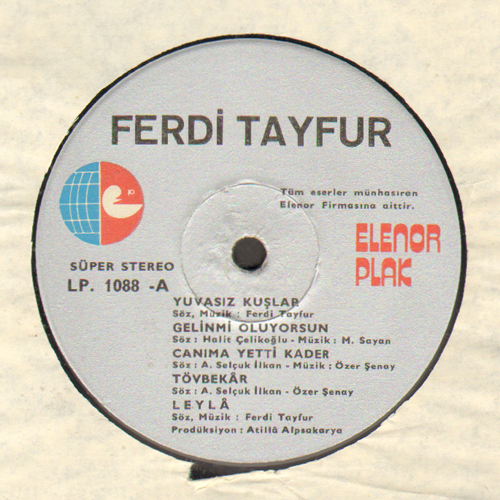 FERDİ TAYFUR
Tüm eserler münhasıran
Elenor Firmasına aittir.
ELENOR
PLAK
SÜPER STEREO
LP. 1088 -A
YUVASIZ KUŞLAR
Söz, Müzik : Ferdi Tayfur
GELİNMİ OLUYORSUN
Söz : Halit Çelikoğlu - Müzik : M. Sayan
CANIMA YETTİ KADER
Söz : A. Selçuk İlkan - Müzik : Özer Şenay
TÖVBEKÂR
Söz : A. Selçuk İlkan - Özer Şenay
LEYLÂ
Söz, Müzik : Ferdi Tayfur
Prodüksiyon : Atillâ Alpsakarya